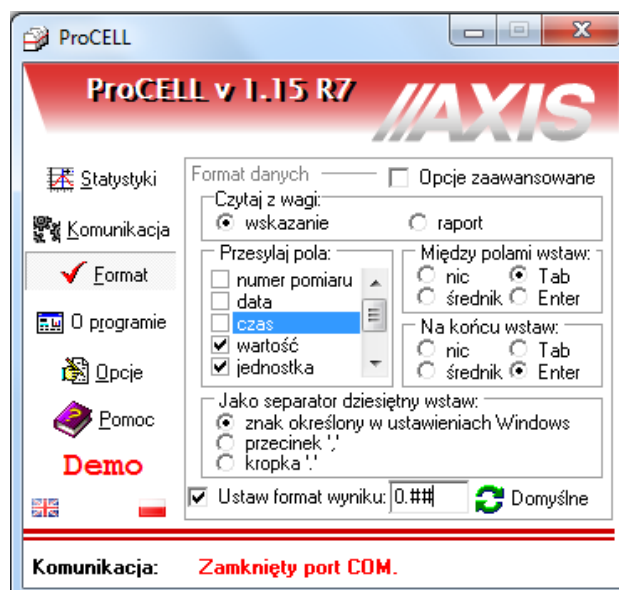 ProCELL
ProCELL v 1.15 R7
AXIS
Statystyki
Komunikacja
Format
O programie
Opcje
Pomoc
Demo
Format danych
Opcje zaawansowane
Czytaj z wagi:
wskazanie raport
Przesylaj pola:
numer pomiaru
data
czas
wartość
jednostka
Między polami wstaw:
nic Tab
średnik Enter
Na końcu wstaw:
nic Tab
średnik Enter
Jako separator dziesiętny wstaw:
znak określony w ustawieniach Windows
przecinek ','
kropka '.'
Ustaw format wyniku: 0.## Domyślne
Komunikacja: Zamknięty port COM.